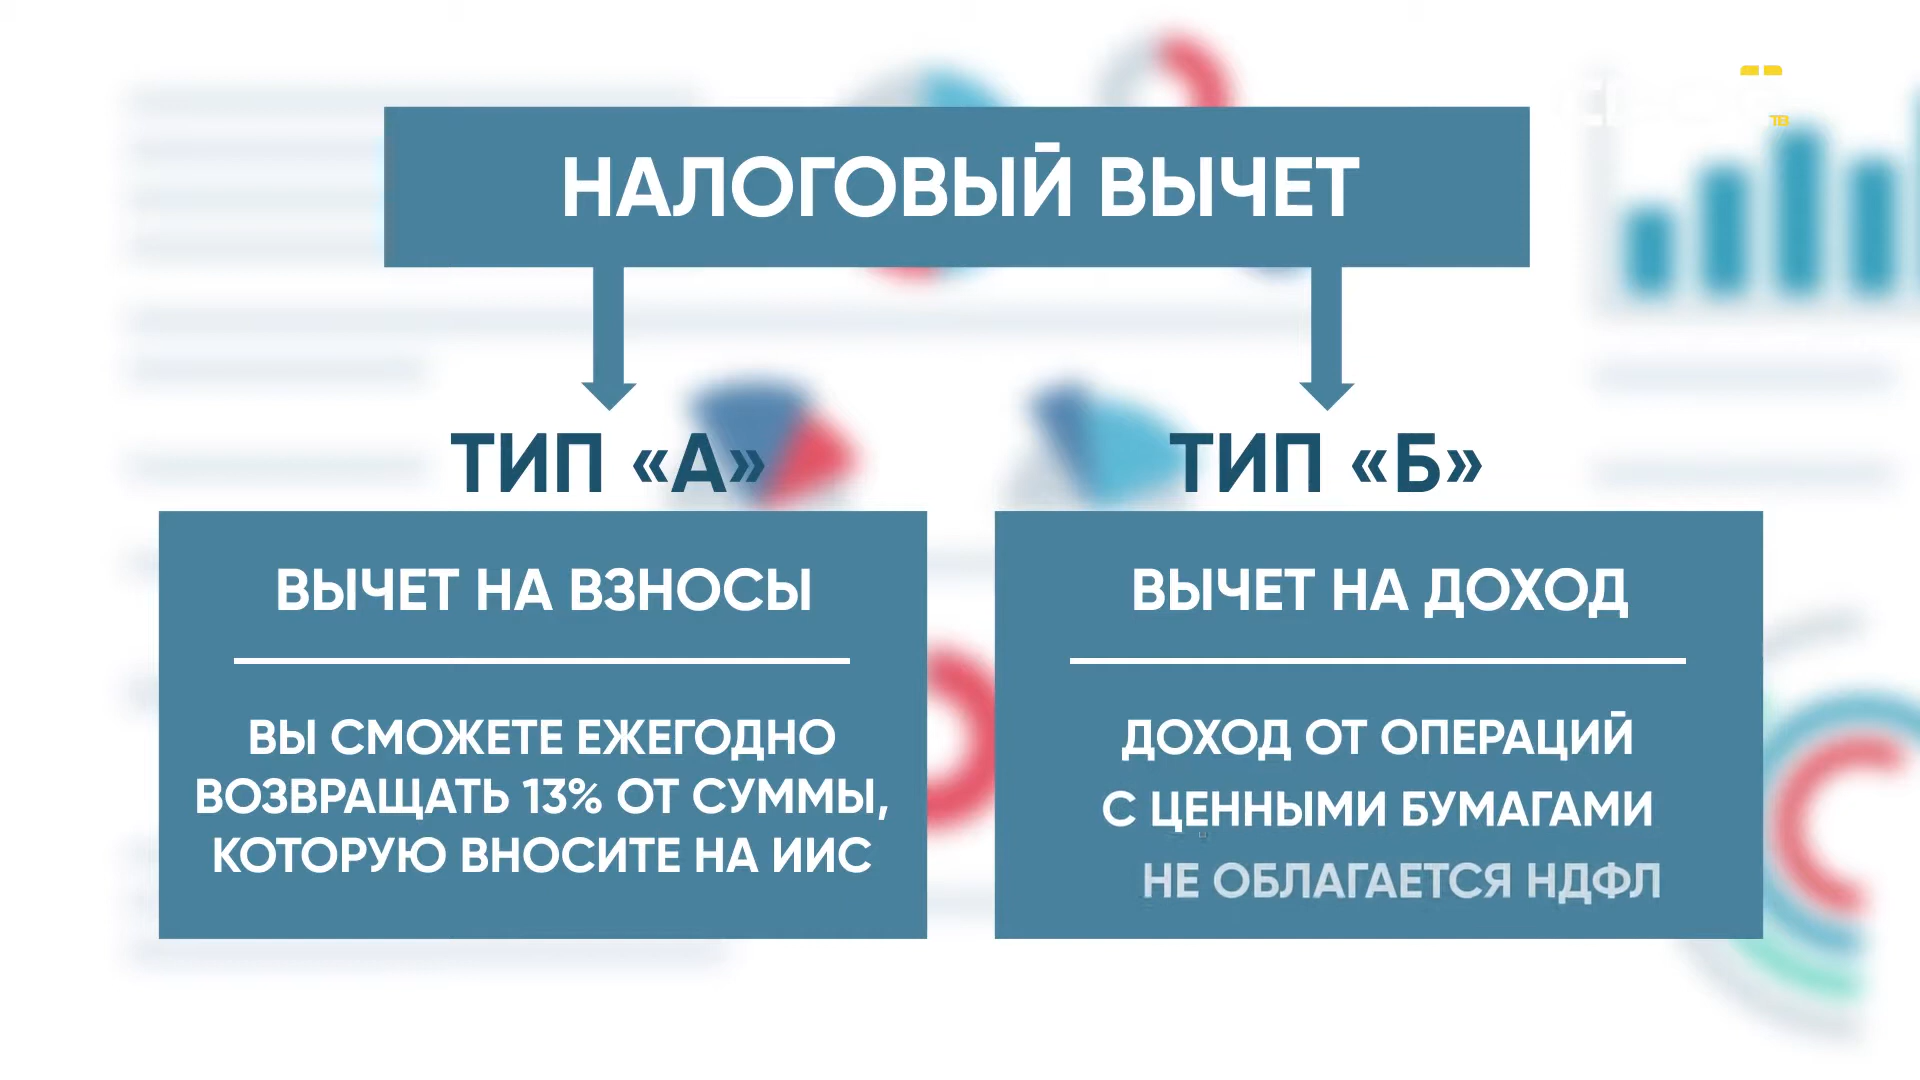 НАЛОГОВЫЙ ВЫЧЕТ
ТИП «А»
ВЫЧЕТ НА ВЗНОСЫ
ВЫ СМОЖЕТЕ ЕЖЕГОДНО
ВОЗВРАЩАТЬ 13% ОТ СУММЫ,
КОТОРУЮ ВНОСИТЕ НА ИИС
ТИП «Б»
ВЫЧЕТ НА ДОХОД
ДОХОД ОТ ОПЕРАЦИЙ
С ЦЕННЫМИ БУМАГАМИ
НЕ ОБЛАГАЕТСЯ НДФЛ
ТВ